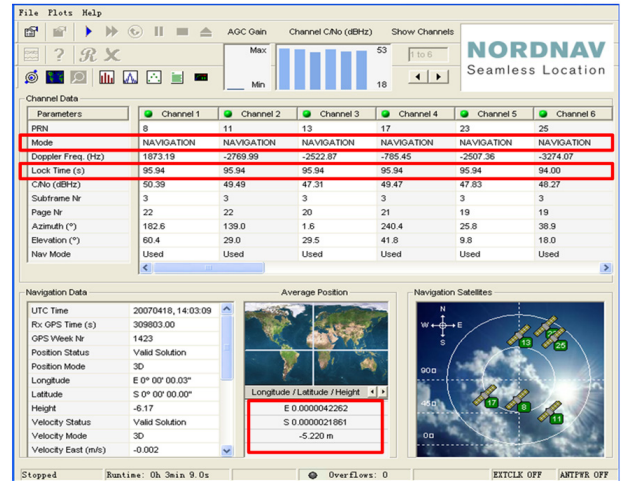 File Plots Help
AGC Gain Channel C/No (dBHz) Show Channels
Max 53 1 to 6
Min 18
NORDNAV
Seamless Location
Channel Data
Parameters Channel 1 Channel 2 Channel 3 Channel 4 Channel 5 Channel 6
PRN 8 11 13 17 23 25
Mode NAVIGATION NAVIGATION NAVIGATION NAVIGATION NAVIGATION NAVIGATION
Doppler Freq. (Hz) 1873.19 -2769.99 -2522.87 -785.45 -2507.36 -3274.07
Lock Time (s) 95.94 95.94 95.94 95.94 95.94 94.00
C/No (dBHz) 50.39 49.49 47.31 49.47 47.83 48.27
Subframe Nr 3 3 3 3 3 3
Page Nr 22 22 20 21 19 19
Azimuth (°) 182.6 139.0 1.6 240.4 25.8 38.9
Elevation (°) 60.4 29.0 29.5 41.8 9.8 18.0
Nav Mode Used Used Used Used Used Used
Navigation Data
UTC Time 20070418, 14:03:09
Rx GPS Time (s) 309803.00
GPS Week Nr 1423
Position Status Valid Solution
Position Mode 3D
Longitude E 0° 00' 00.03"
Latitude S 0° 00' 00.00"
Height -6.17
Velocity Status Valid Solution
Velocity Mode 3D
Velocity East (m/s) -0.002
Average Position
Longitude / Latitude / Height
E 0.0000042262
S 0.0000021861
-5.220 m
Navigation Satellites
N
W E
S
13
25
90
17
8
11
45
0
Stopped Runtime: 0h 3min 9.0s Overflows: 0 EXTCLK OFF ANTPWR OFF